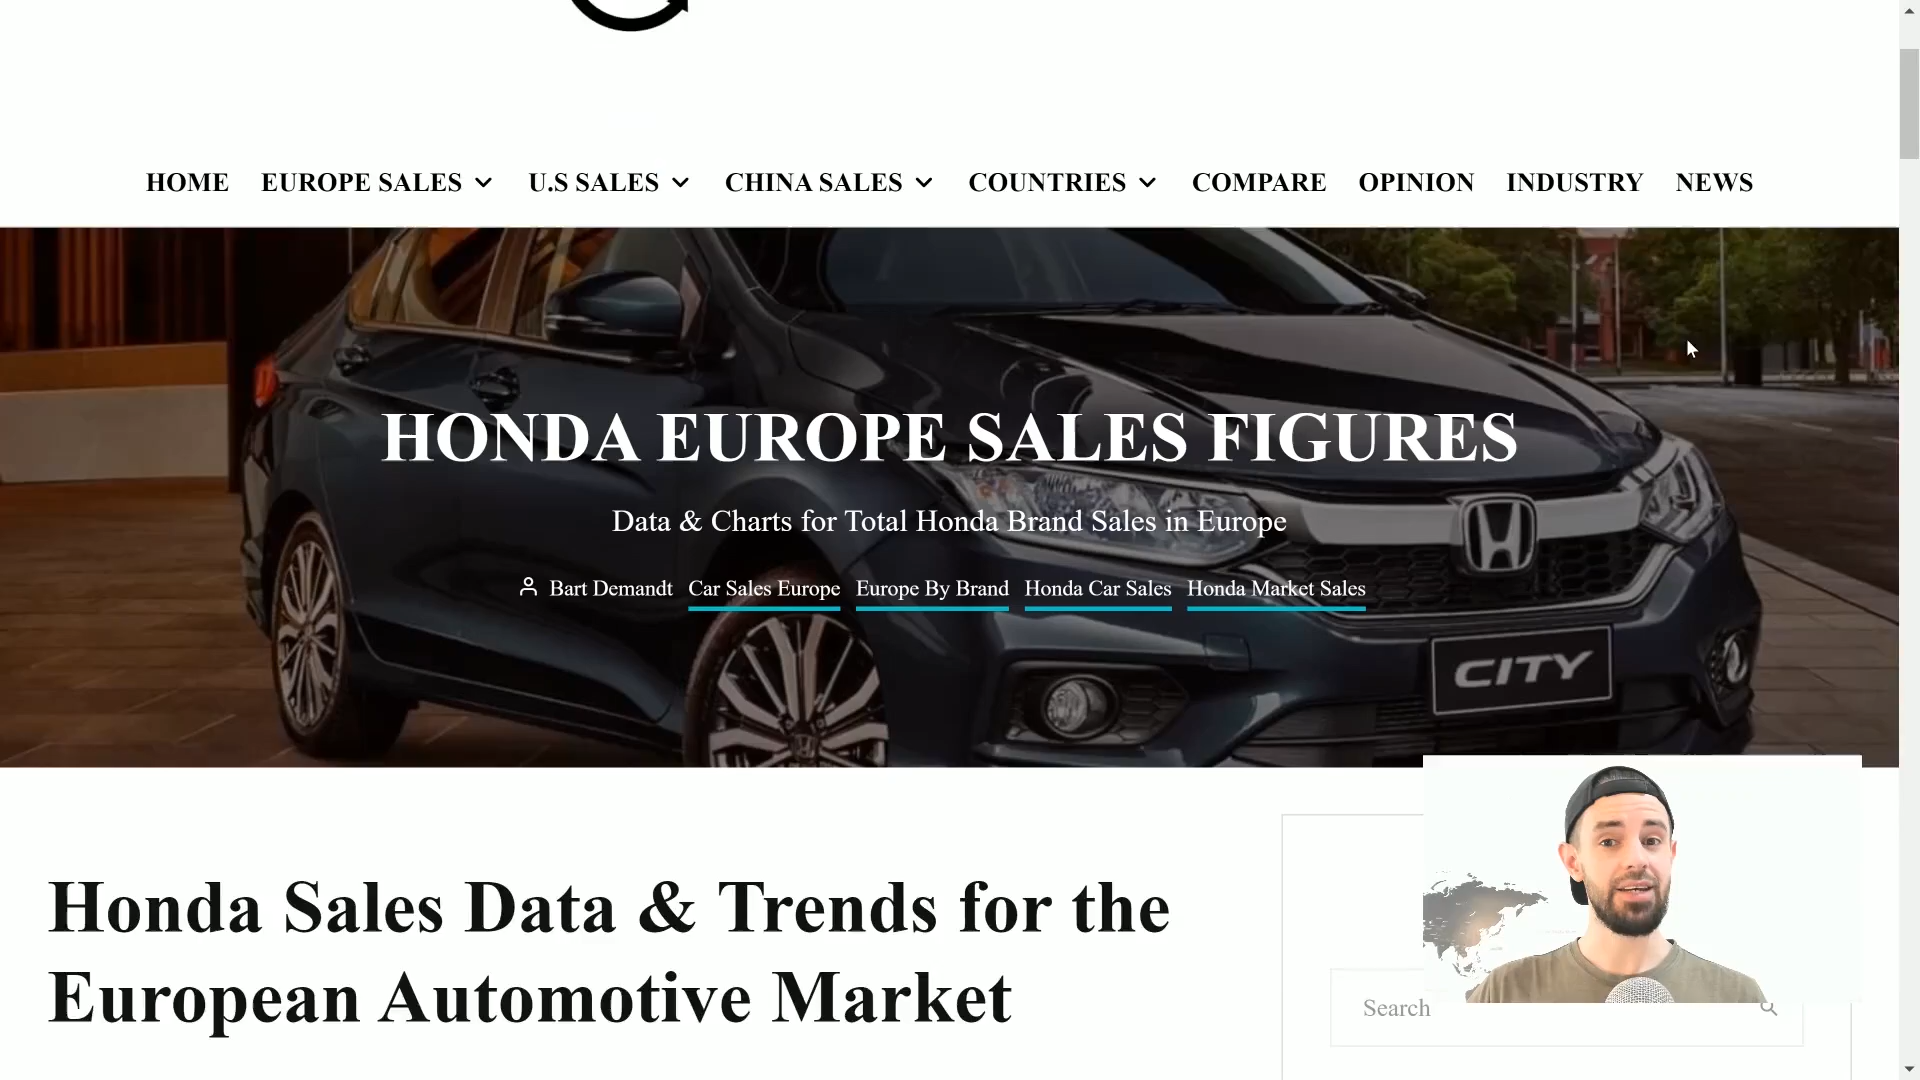 HOME EUROPE SALES U.S SALES CHINA SALES COUNTRIES COMPARE OPINION INDUSTRY NEWS
HONDA EUROPE SALES FIGURES
Data & Charts for Total Honda Brand Sales in Europe
Bart Demandt Car Sales Europe Europe By Brand Honda Car Sales Honda Market Sales
CITY
Honda Sales Data & Trends for the
European Automotive Market
Search